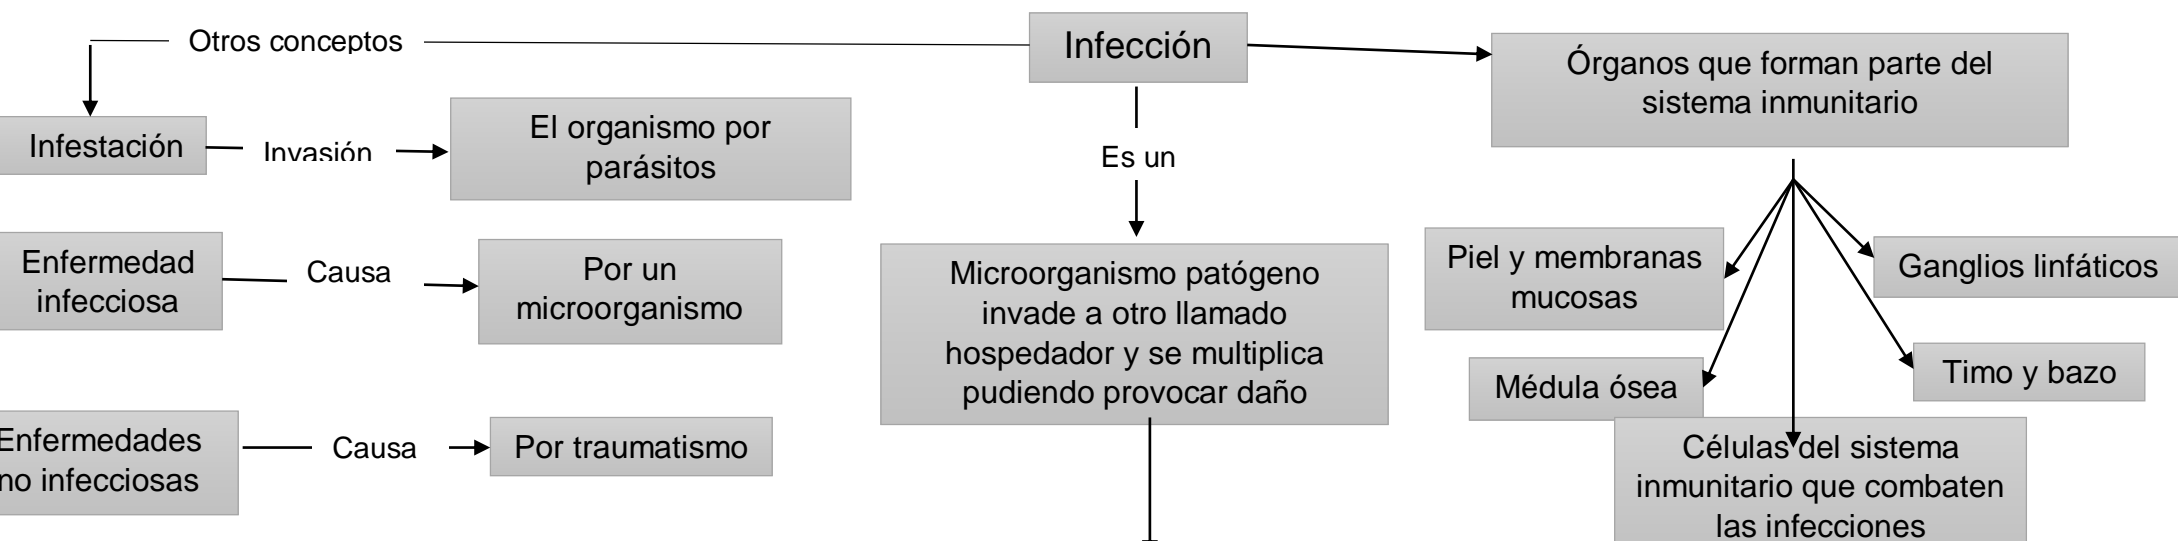 Otros conceptos
Infección
Órganos que forman parte del
sistema inmunitario
Infestación
Invasión
El organismo por
parásitos
Es un
Enfermedad
infecciosa
Causa
Por un
microorganismo
Microorganismo patógeno
invade a otro llamado
hospedador y se multiplica
pudiendo provocar daño
Piel y membranas
mucosas
Ganglios linfáticos
Médula ósea
Timo y bazo
Enfermedades
no infecciosas
Causa
Por traumatismo
Células del sistema
inmunitario que combaten
las infecciones